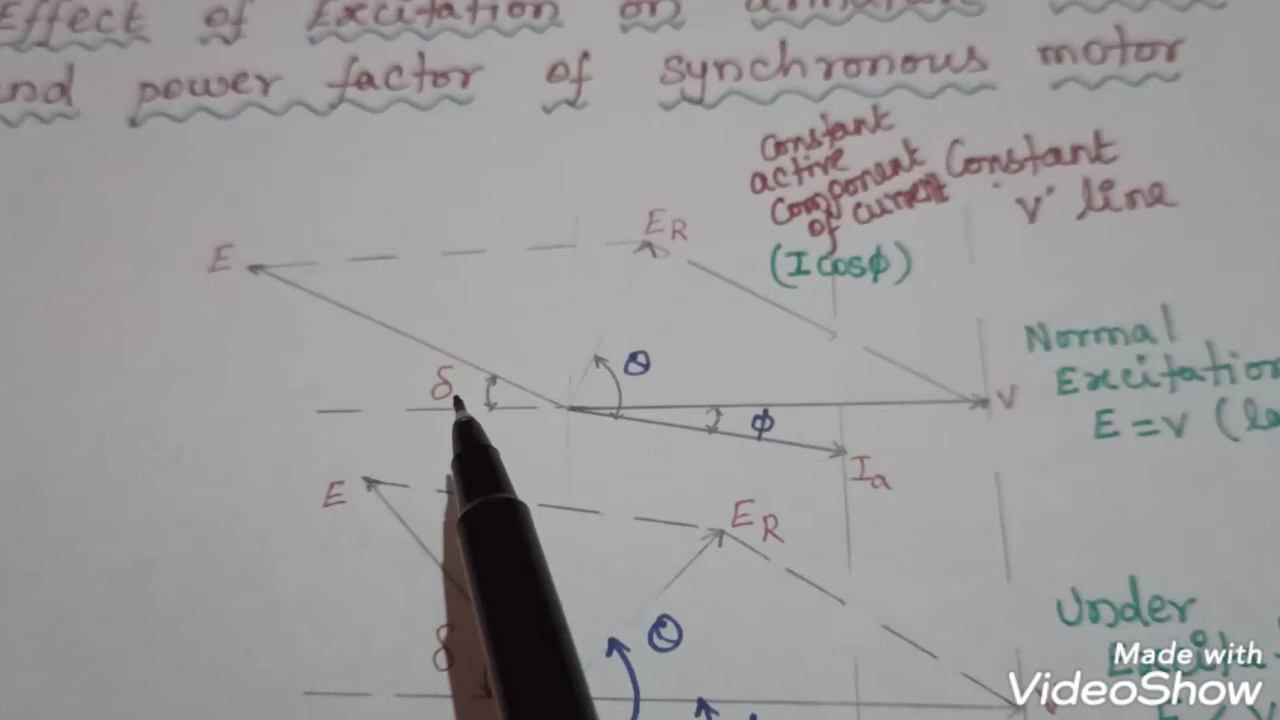 Effect of Excitation on
and power factor of synchronous motor
constant
active
component
of current
(I cosϕ)
Constant
'V' line
E
E_R
δ
θ
ϕ
V
I_a
Normal
Excitation
E = V (
E
E_R
δ
θ
Under
Made with
VideoShow